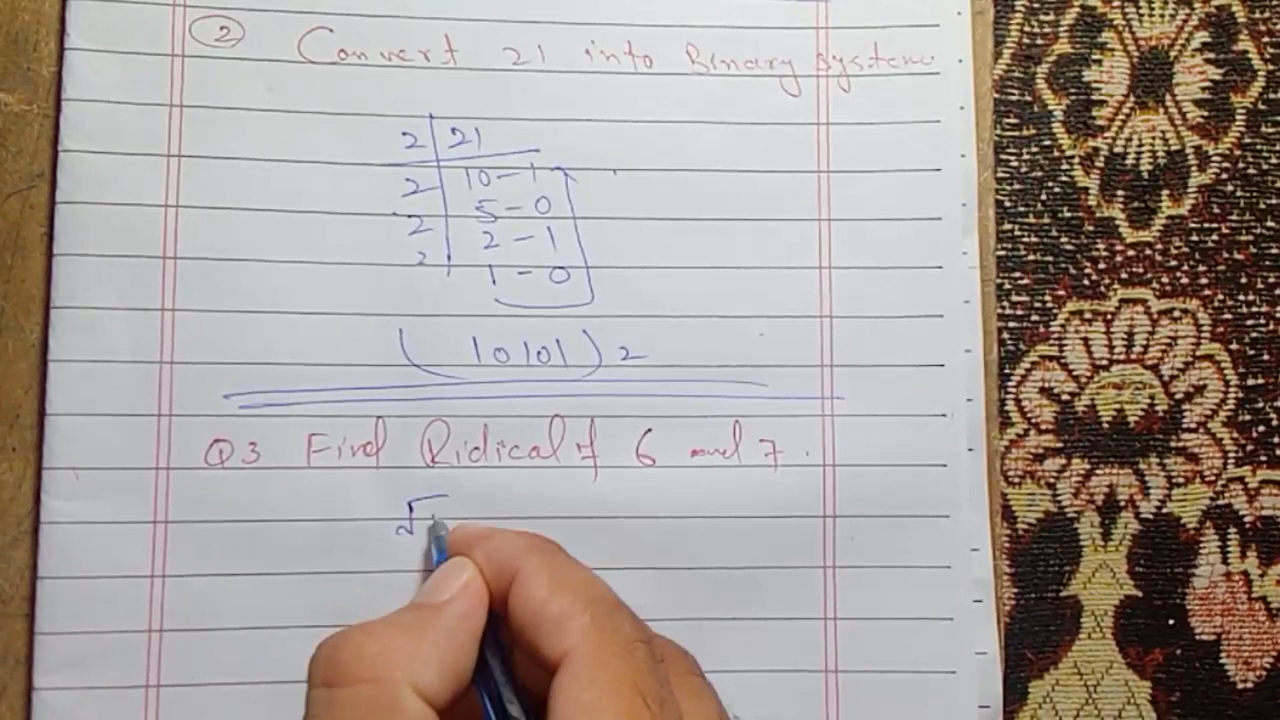 ② Convert 21 into Binary system
2 | 21
2 | 10 - 1
2 | 5 - 0
2 | 2 - 1
1 - 0
( 10101 ) 2
Q3 Find Ridical of 6 and 7 .
√